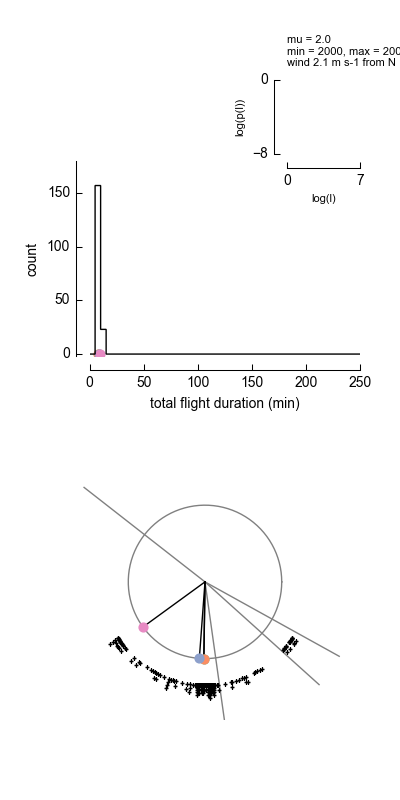 mu = 2.0
min = 2000, max = 200
wind 2.1 m s-1 from N
0
log(p(l))
−8
0 7
log(l)
150
100
count
50
0
0 50 100 150 200 250
total flight duration (min)